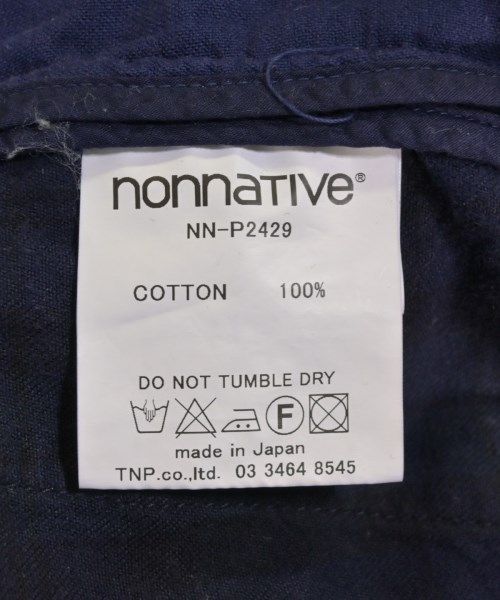 nonnative®
NN-P2429
COTTON 100%
DO NOT TUMBLE DRY
F
made in Japan
TNP.co.,ltd. 03 3464 8545